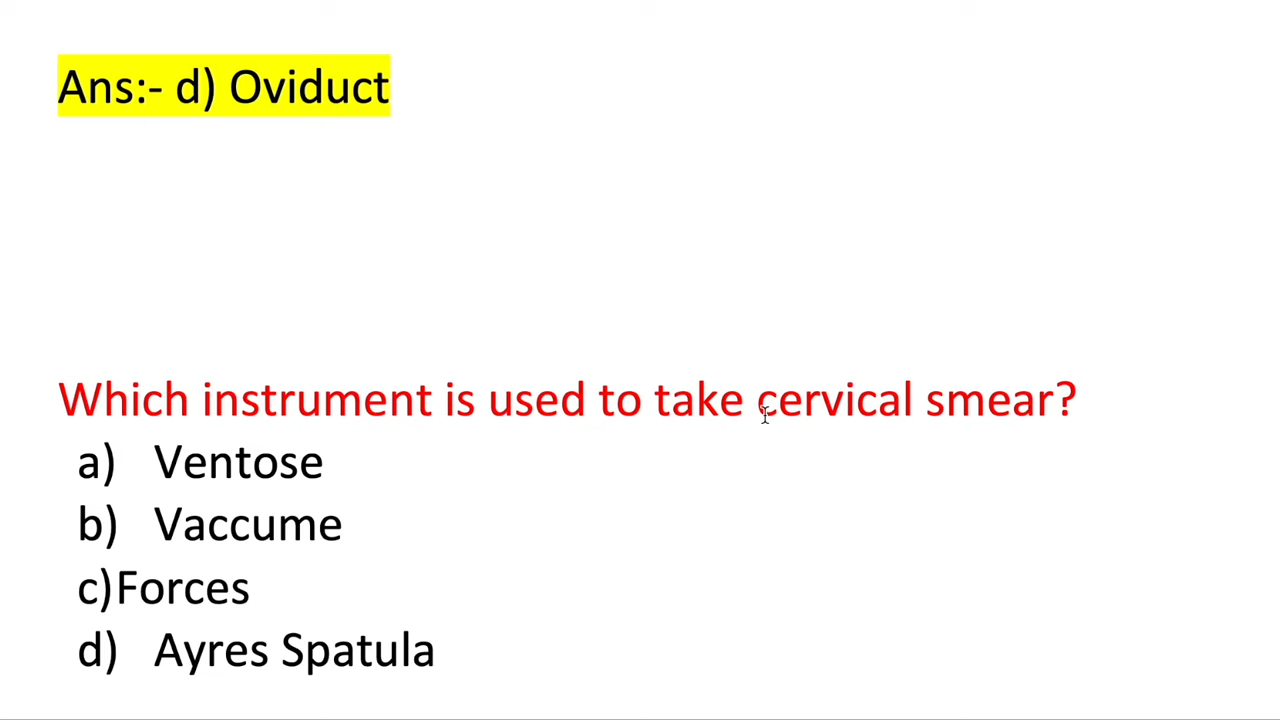 Ans:- d) Oviduct
Which instrument is used to take cervical smear?
a) Ventose
b) Vaccume
c)Forces
d) Ayres Spatula